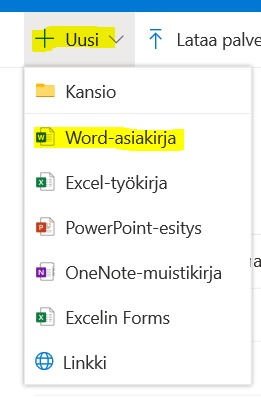 Uusi
Lataa palve
Kansio
Word-asiakirja
Excel-työkirja
PowerPoint-esitys
OneNote-muistikirja
Excelin Forms
Linkki